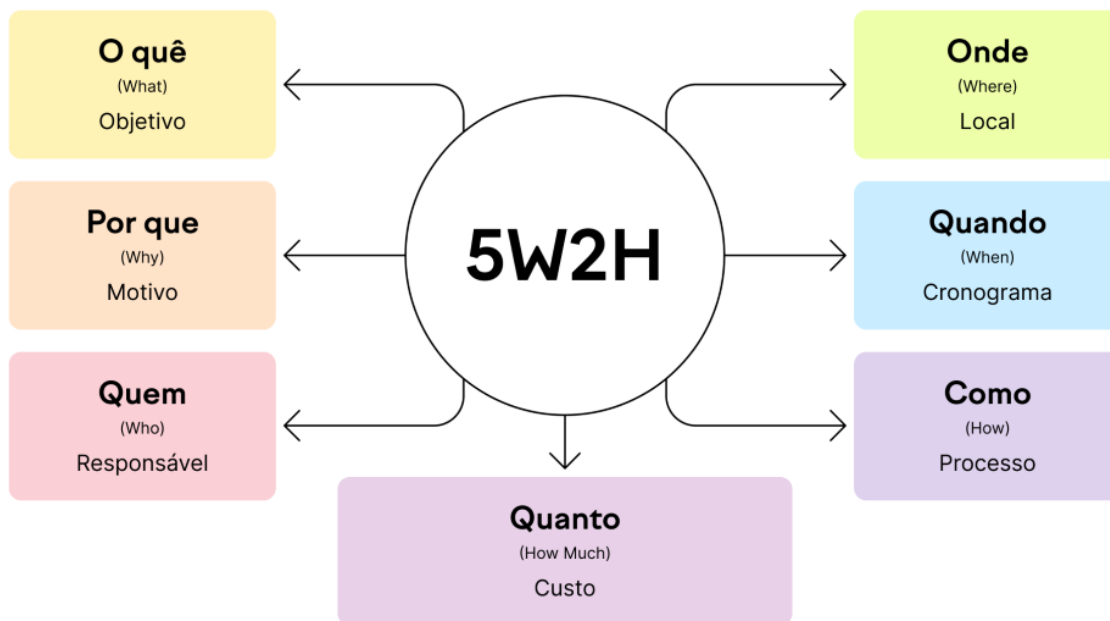 O quê
(What)
Objetivo
Por que
(Why)
Motivo
Quem
(Who)
Responsável
5W2H
Onde
(Where)
Local
Quando
(When)
Cronograma
Como
(How)
Processo
Quanto
(How Much)
Custo